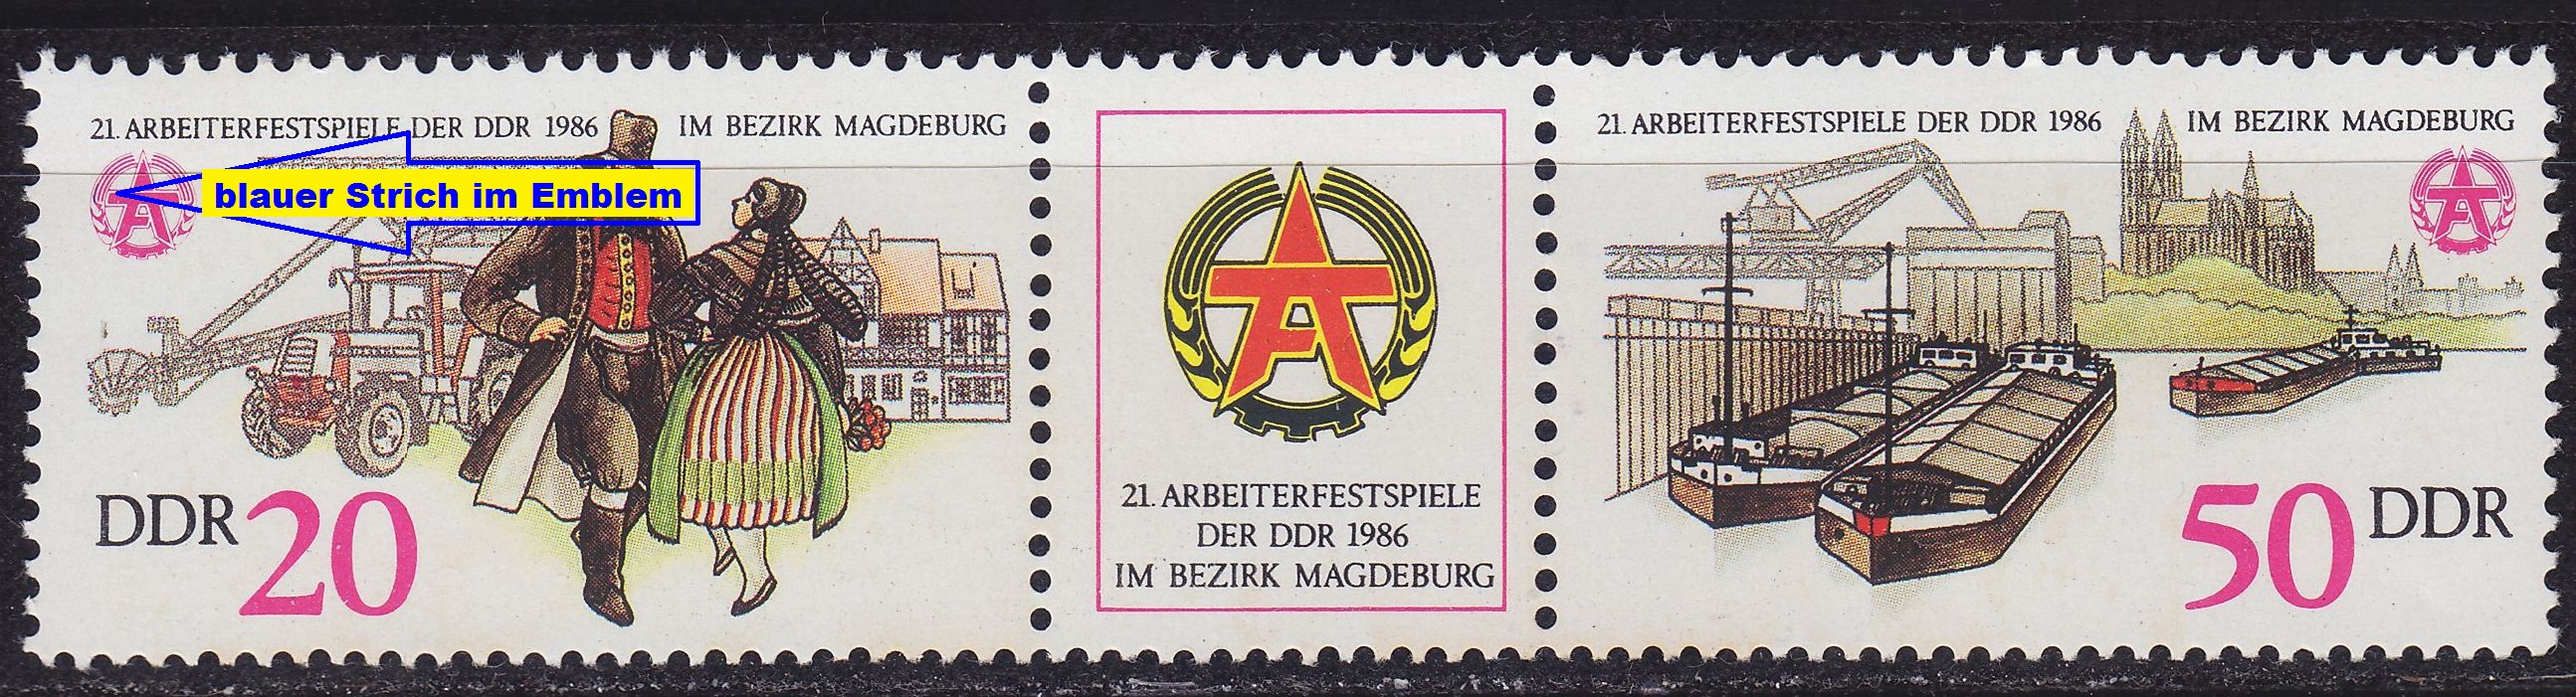 21. ARBEITERFESTSPIELE DER DDR 1986 IM BEZIRK MAGDEBURG
blauer Strich im Emblem
DDR 20
21. ARBEITERFESTSPIELE
DER DDR 1986
IM BEZIRK MAGDEBURG
21. ARBEITERFESTSPIELE DER DDR 1986 IM BEZIRK MAGDEBURG
50 DDR